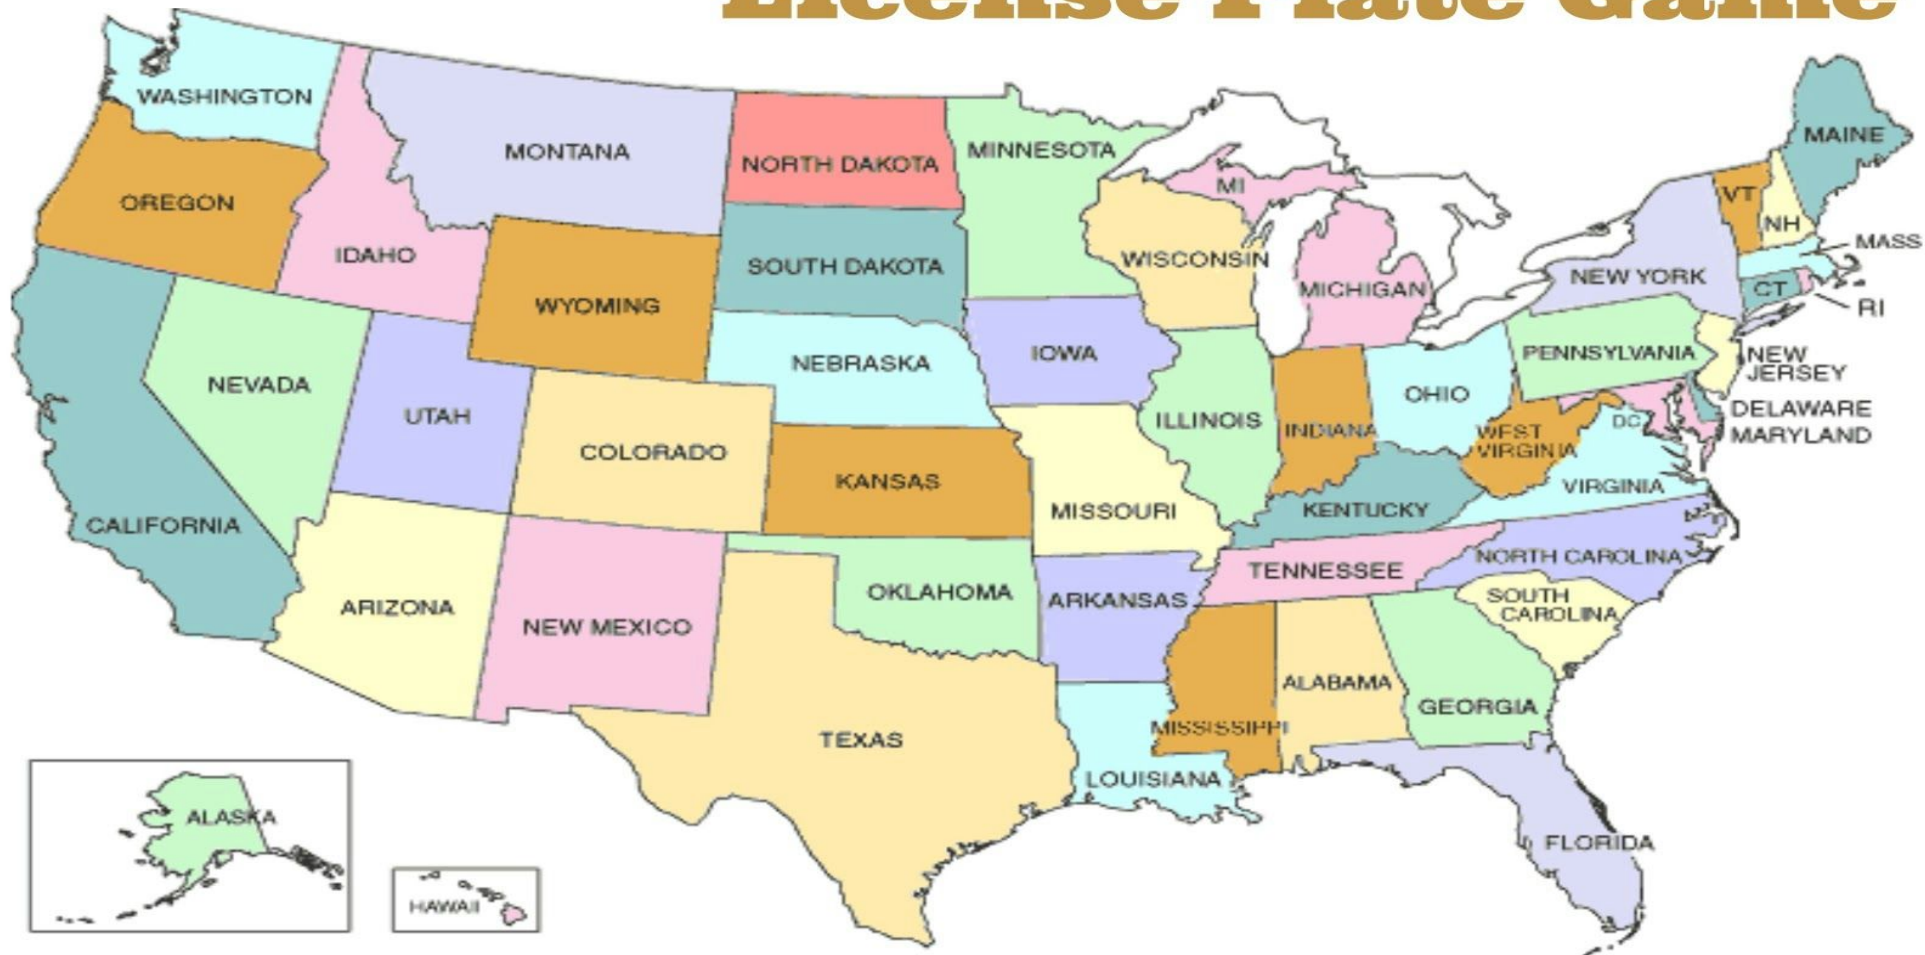 License Plate Game
WASHINGTON
MONTANA
NORTH DAKOTA
MINNESOTA
MAINE
OREGON
IDAHO
WYOMING
SOUTH DAKOTA
WISCONSIN
MI
MICHIGAN
NEW YORK
VT
NH
MASS
CT
RI
NEVADA
UTAH
COLORADO
NEBRASKA
IOWA
ILLINOIS
INDIANA
OHIO
PENNSYLVANIA
NEW
JERSEY
DELAWARE
MARYLAND
DC
WEST
VIRGINIA
VIRGINIA
CALIFORNIA
KANSAS
MISSOURI
KENTUCKY
ARIZONA
NEW MEXICO
OKLAHOMA
ARKANSAS
TENNESSEE
NORTH CAROLINA
SOUTH
CAROLINA
TEXAS
LOUISIANA
MISSISSIPPI
ALABAMA
GEORGIA
FLORIDA
ALASKA
HAWAII